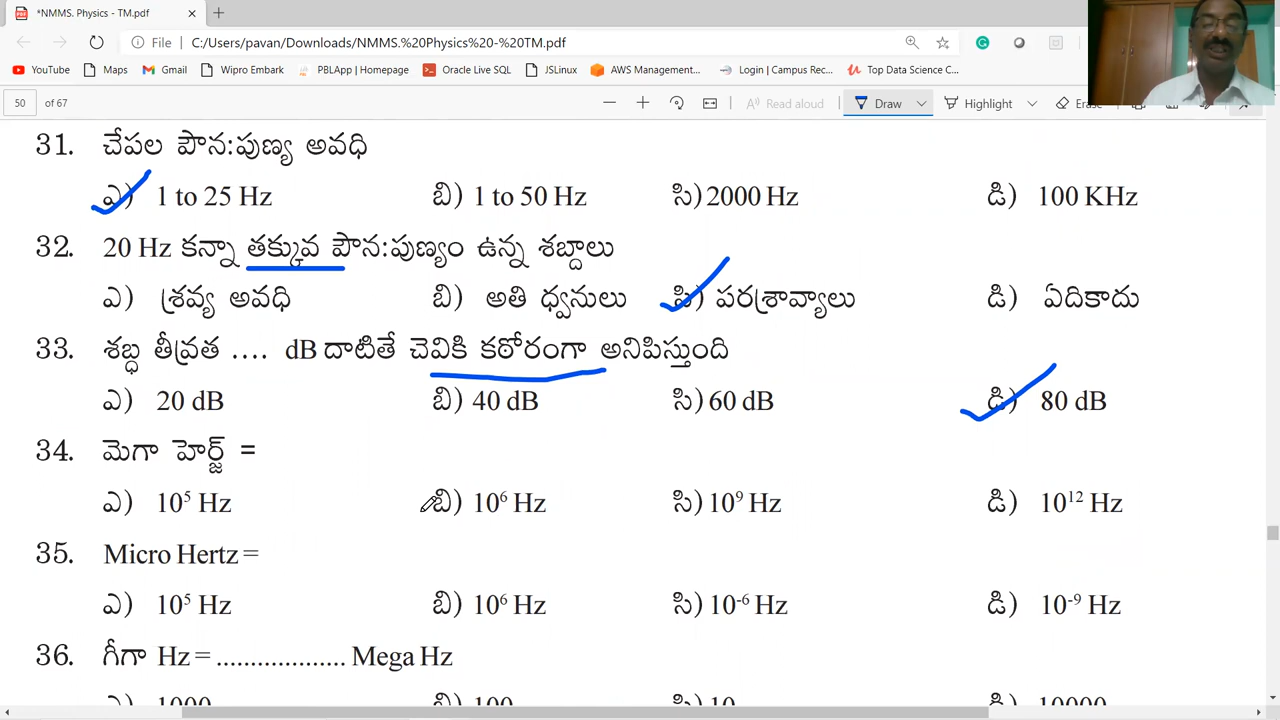 *NMMS. Physics - TM.pdf
File C:/Users/pavan/Downloads/NMMS.%20Physics%20-%20TM.pdf
YouTube Maps Gmail Wipro Embark PBLApp | Homepage Oracle Live SQL JSLinux AWS Management... Login | Campus Rec... Top Data Science C...
50 of 67 Read aloud Draw Highlight Erase
31. చేపల పౌన:పుణ్య అవధి
ఎ) 1 to 25 Hz బి) 1 to 50 Hz సి) 2000 Hz డి) 100 KHz
32. 20 Hz కన్నా తక్కువ పౌన:పుణ్యం ఉన్న శబ్దాలు
ఎ) శ్రవ్య అవధి బి) అతి ధ్వనులు సి) పరశ్రావ్యాలు డి) ఏదికాదు
33. శబ్ధ తీవ్రత .... dB దాటితే చెవికి కఠోరంగా అనిపిస్తుంది
ఎ) 20 dB బి) 40 dB సి) 60 dB డి) 80 dB
34. మెగా హెర్జ్ =
ఎ) 10⁵ Hz బి) 10⁶ Hz సి) 10⁹ Hz డి) 10¹² Hz
35. Micro Hertz =
ఎ) 10⁵ Hz బి) 10⁶ Hz సి) 10⁻⁶ Hz డి) 10⁻⁹ Hz
36. గీగా Hz = ................... Mega Hz
ఎ) 1000 బి) 100 సి) 10 డి) 10000